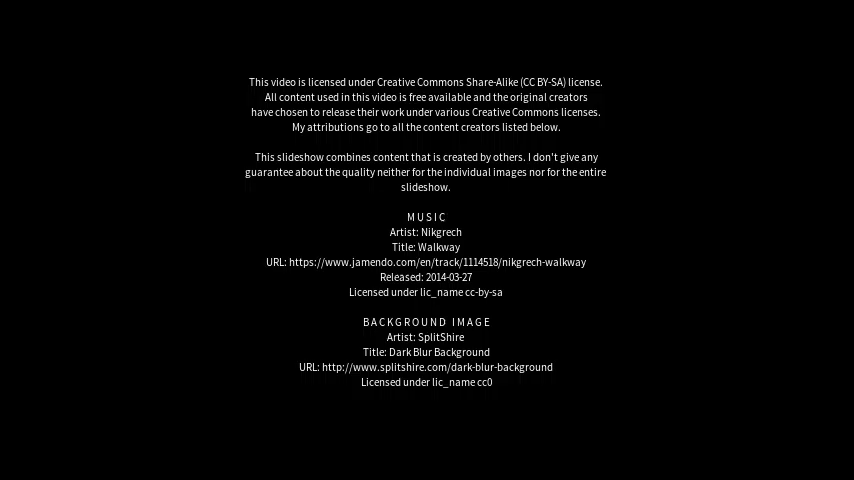 This video is licensed under Creative Commons Share-Alike (CC BY-SA) license.
All content used in this video is free available and the original creators
have chosen to release their work under various Creative Commons licenses.
My attributions go to all the content creators listed below.
This slideshow combines content that is created by others. I don't give any
guarantee about the quality neither for the individual images nor for the entire
slideshow.
MUSIC
Artist: Nikgrech
Title: Walkway
URL: https://www.jamendo.com/en/track/1114518/nikgrech-walkway
Released: 2014-03-27
Licensed under lic_name cc-by-sa
BACKGROUND IMAGE
Artist: SplitShire
Title: Dark Blur Background
URL: http://www.splitshire.com/dark-blur-background
Licensed under lic_name cc0